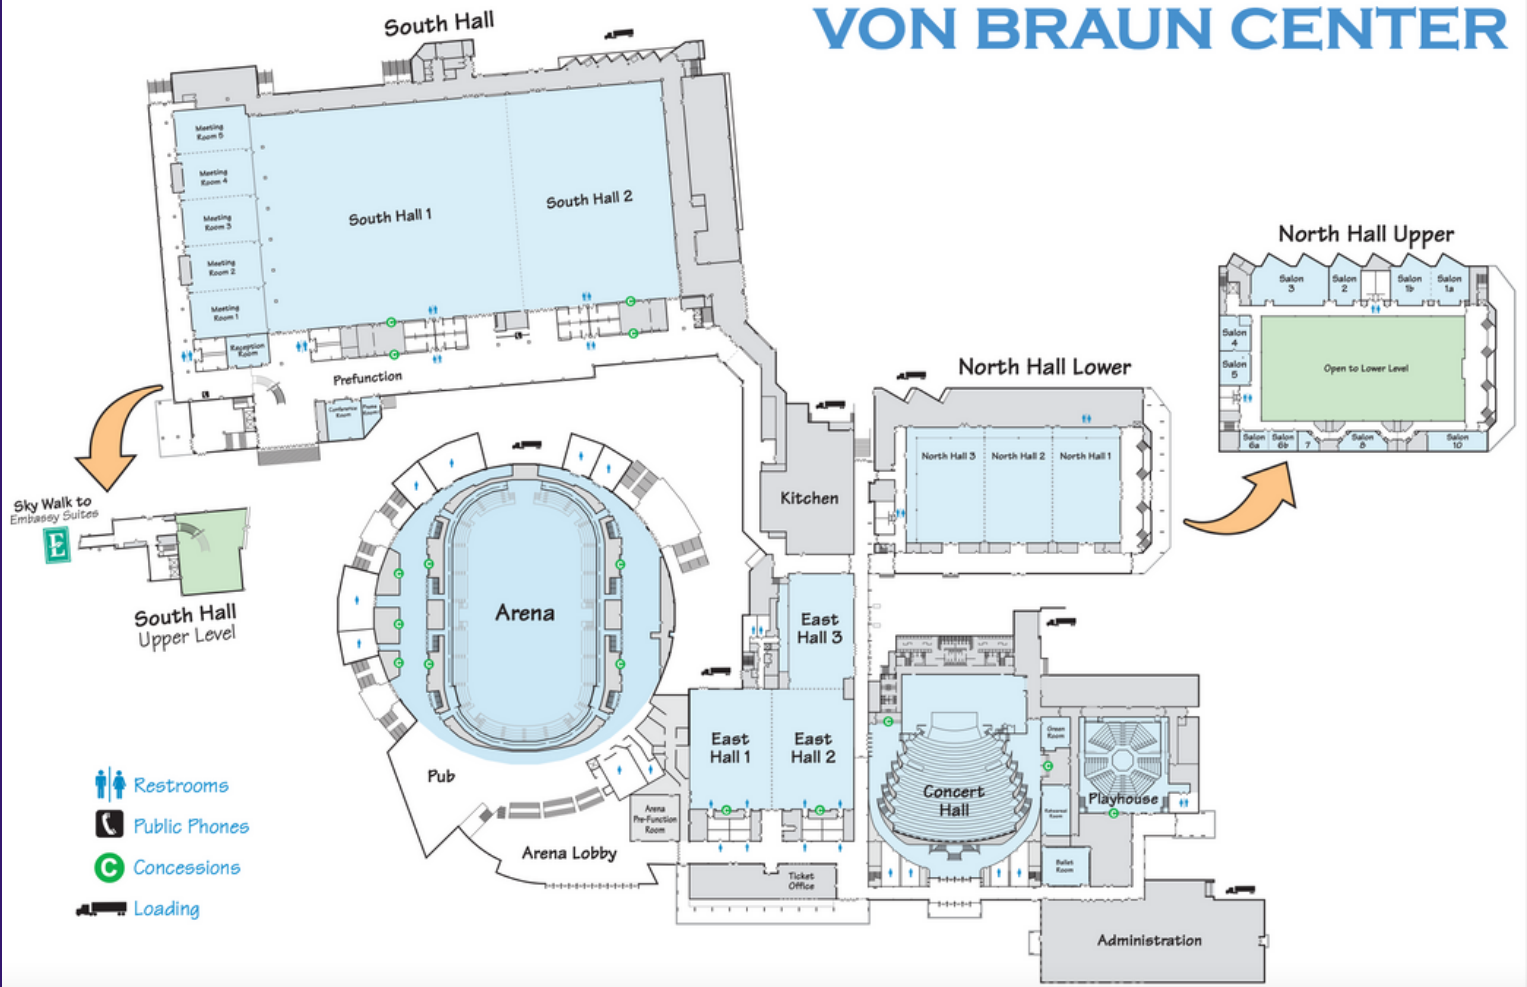 VON BRAUN CENTER
South Hall
Meeting
Room 5
Meeting
Room 4
Meeting
Room 3
Meeting
Room 2
Meeting
Room 1
Reception
Room
South Hall 1
South Hall 2
C
C
C
C
Prefunction
Conference
Room
Sky Walk to
Embassy Suites
E
South Hall
Upper Level
North Hall Upper
Salon
3
Salon
2
Salon
1b
Salon
1a
Salon
4
Salon
5
Open to Lower Level
Salon
6a
Salon
6b
7
Salon
8
Salon
10
North Hall Lower
North Hall 3
North Hall 2
North Hall 1
Kitchen
Arena
C
C
C
C
C
C
C
Pub
Arena Lobby
Arena
Pre-Function
Room
East
Hall 3
East
Hall 1
East
Hall 2
C
C
Ticket
Office
Concert
Hall
C
C
Green
Room
Rehearsal
Room
Ballet
Room
Playhouse
C
Administration
Restrooms
Public Phones
C
Concessions
Loading